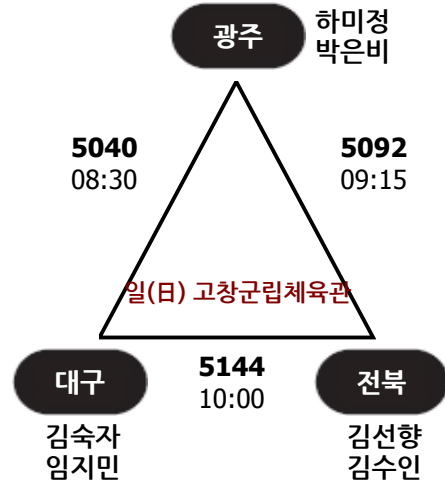 광주
하미정
박은비
5040
08:30
5092
09:15
일(日) 고창군립체육관
대구
5144
10:00
전북
김숙자
임지민
김선향
김수인